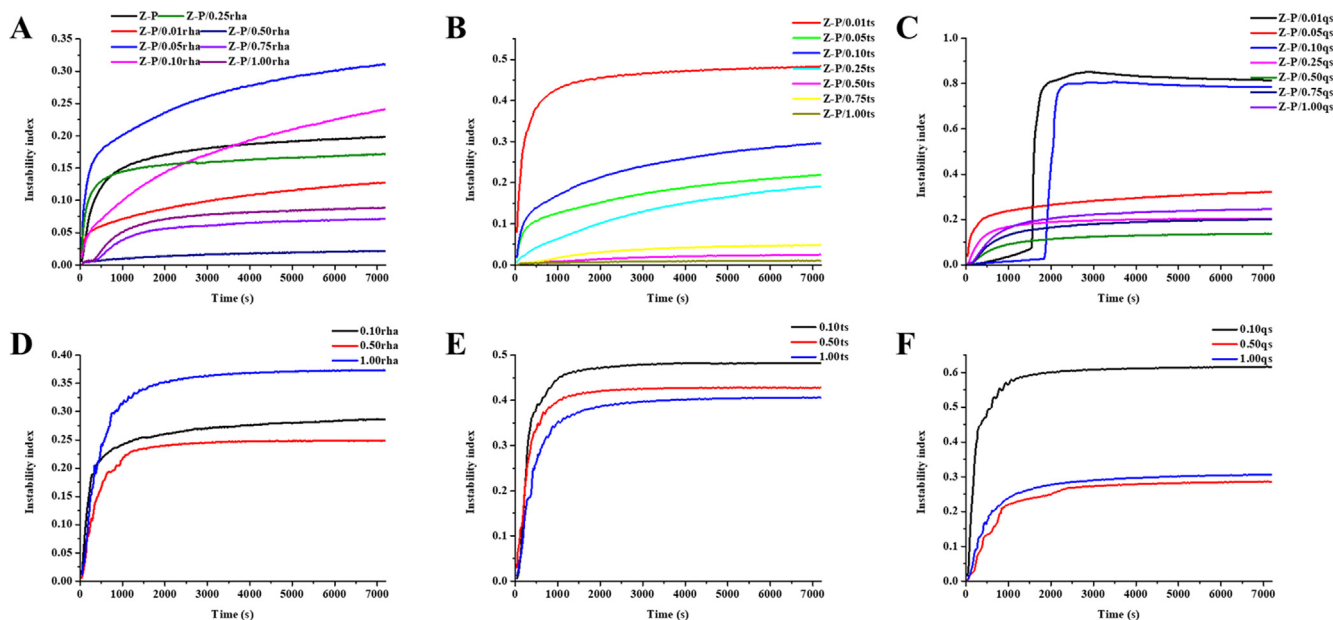 A
Z-P Z-P/0.25rha
Z-P/0.01rha Z-P/0.50rha
Z-P/0.05rha Z-P/0.75rha
Z-P/0.10rha Z-P/1.00rha
Instability index
0.35
0.30
0.25
0.20
0.15
0.10
0.05
0.00
0 1000 2000 3000 4000 5000 6000 7000
Time (s)
B
Z-P/0.01ts
Z-P/0.05ts
Z-P/0.10ts
Z-P/0.25ts
Z-P/0.50ts
Z-P/0.75ts
Z-P/1.00ts
Instability index
0.5
0.4
0.3
0.2
0.1
0.0
0 1000 2000 3000 4000 5000 6000 7000
Time (s)
C
Z-P/0.01qs
Z-P/0.05qs
Z-P/0.10qs
Z-P/0.25qs
Z-P/0.50qs
Z-P/0.75qs
Z-P/1.00qs
Instability index
1.0
0.8
0.6
0.4
0.2
0.0
0 1000 2000 3000 4000 5000 6000 7000
Time (s)
D
0.10rha
0.50rha
1.00rha
Instability index
0.40
0.35
0.30
0.25
0.20
0.15
0.10
0.05
0.00
0 1000 2000 3000 4000 5000 6000 7000
Time (s)
E
0.10ts
0.50ts
1.00ts
Instability index
0.5
0.4
0.3
0.2
0.1
0.0
0 1000 2000 3000 4000 5000 6000 7000
Time (s)
F
0.10qs
0.50qs
1.00qs
Instability index
0.6
0.5
0.4
0.3
0.2
0.1
0.0
0 1000 2000 3000 4000 5000 6000 7000
Time (s)